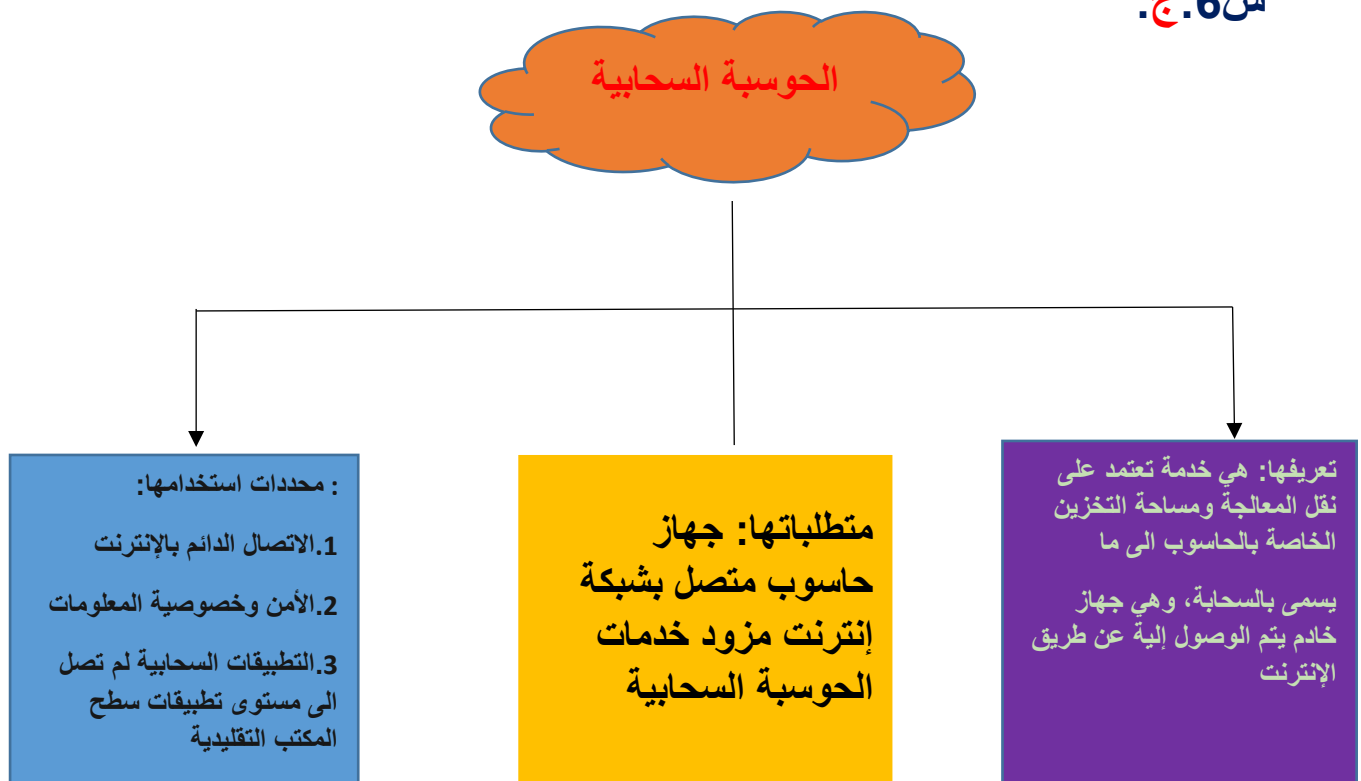 س6.ج.
الحوسبة السحابية
تعريفها: هي خدمة تعتمد على
نقل المعالجة ومساحة التخزين
الخاصة بالحاسوب الى ما
يسمى بالسحابة، وهي جهاز
خادم يتم الوصول إلية عن طريق
الإنترنت
متطلباتها: جهاز
حاسوب متصل بشبكة
إنترنت مزود خدمات
الحوسبة السحابية
: محددات استخدامها:
1.الاتصال الدائم بالإنترنت
2.الأمن وخصوصية المعلومات
3.التطبيقات السحابية لم تصل
الى مستوى تطبيقات سطح
المكتب التقليدية